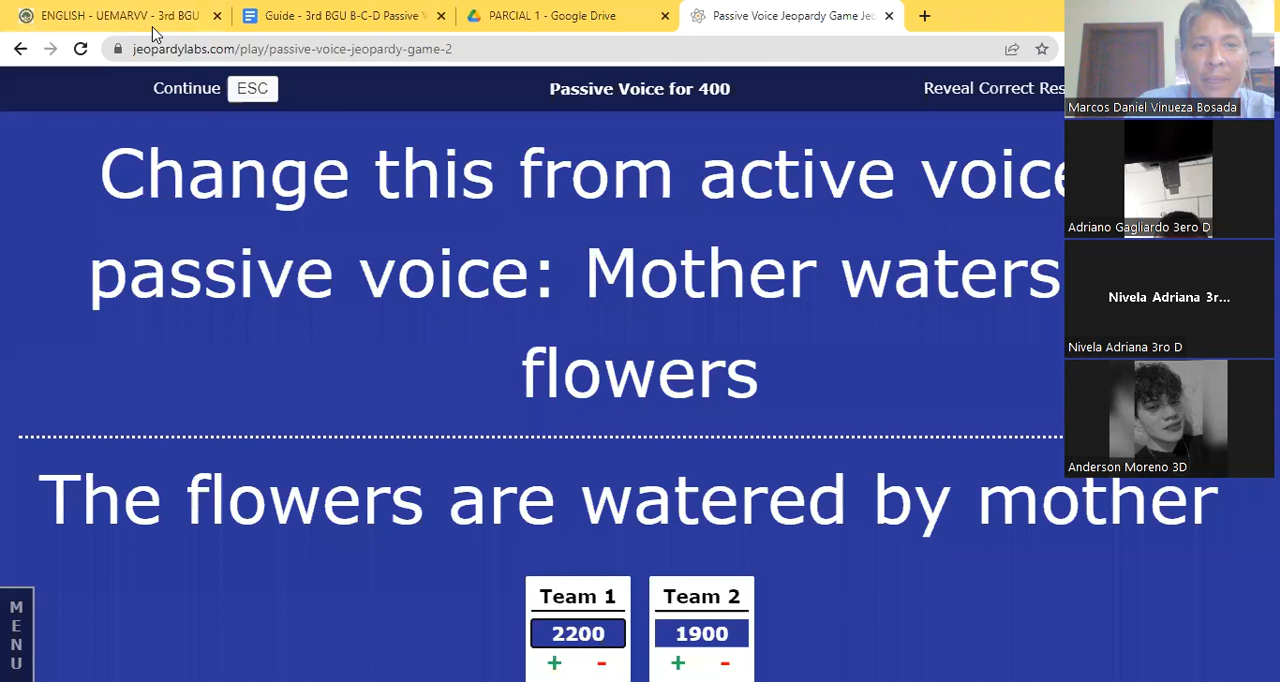 ENGLISH - UEMARVV - 3rd BGU
Guide - 3rd BGU B-C-D Passive
PARCIAL 1 - Google Drive
Passive Voice Jeopardy Game Jeo
jeopardylabs.com/play/passive-voice-jeopardy-game-2
Continue ESC
Passive Voice for 400
Reveal Correct Res
Change this from active voice
passive voice: Mother waters
flowers
The flowers are watered by mother
Team 1
2200
+ -
Team 2
1900
+ -
MENU
Marcos Daniel Vinueza Bosada
Adriano Gagliardo 3ero D
Nivela Adriana 3r...
Nivela Adriana 3ro D
Anderson Moreno 3D